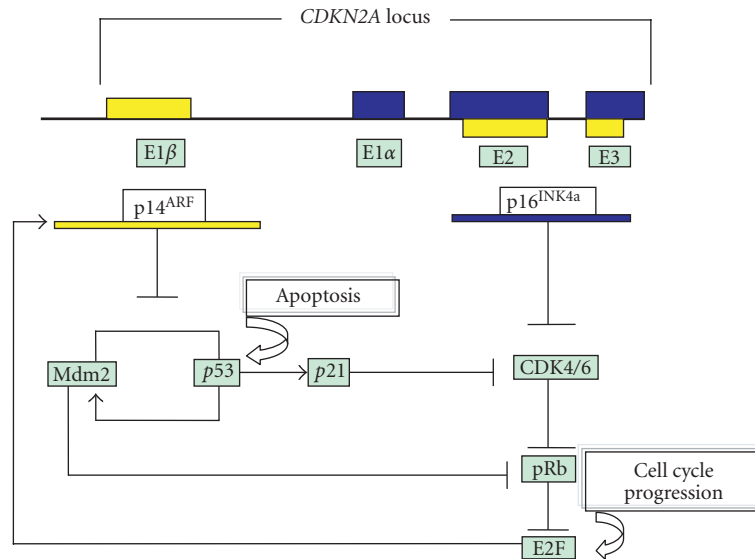 CDKN2A locus
E1β
E1α
E2
E3
p14ARF
p16INK4a
Apoptosis
Mdm2
p53
p21
CDK4/6
pRb
Cell cycle
progression
E2F